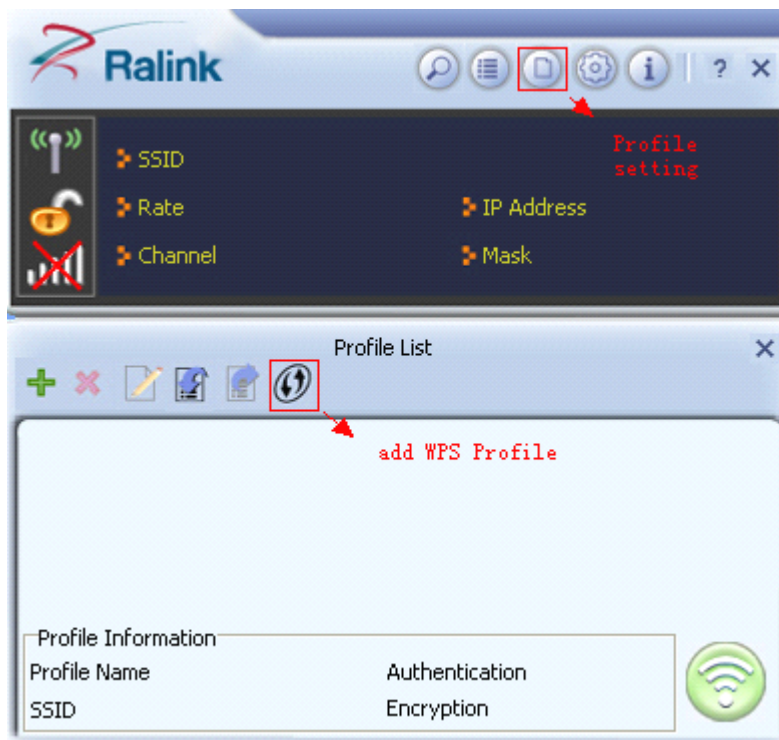 Ralink
i ? ×
Profile
setting
SSID
Rate IP Address
Channel Mask
Profile List ×
add WPS Profile
Profile Information
Profile Name Authentication
SSID Encryption